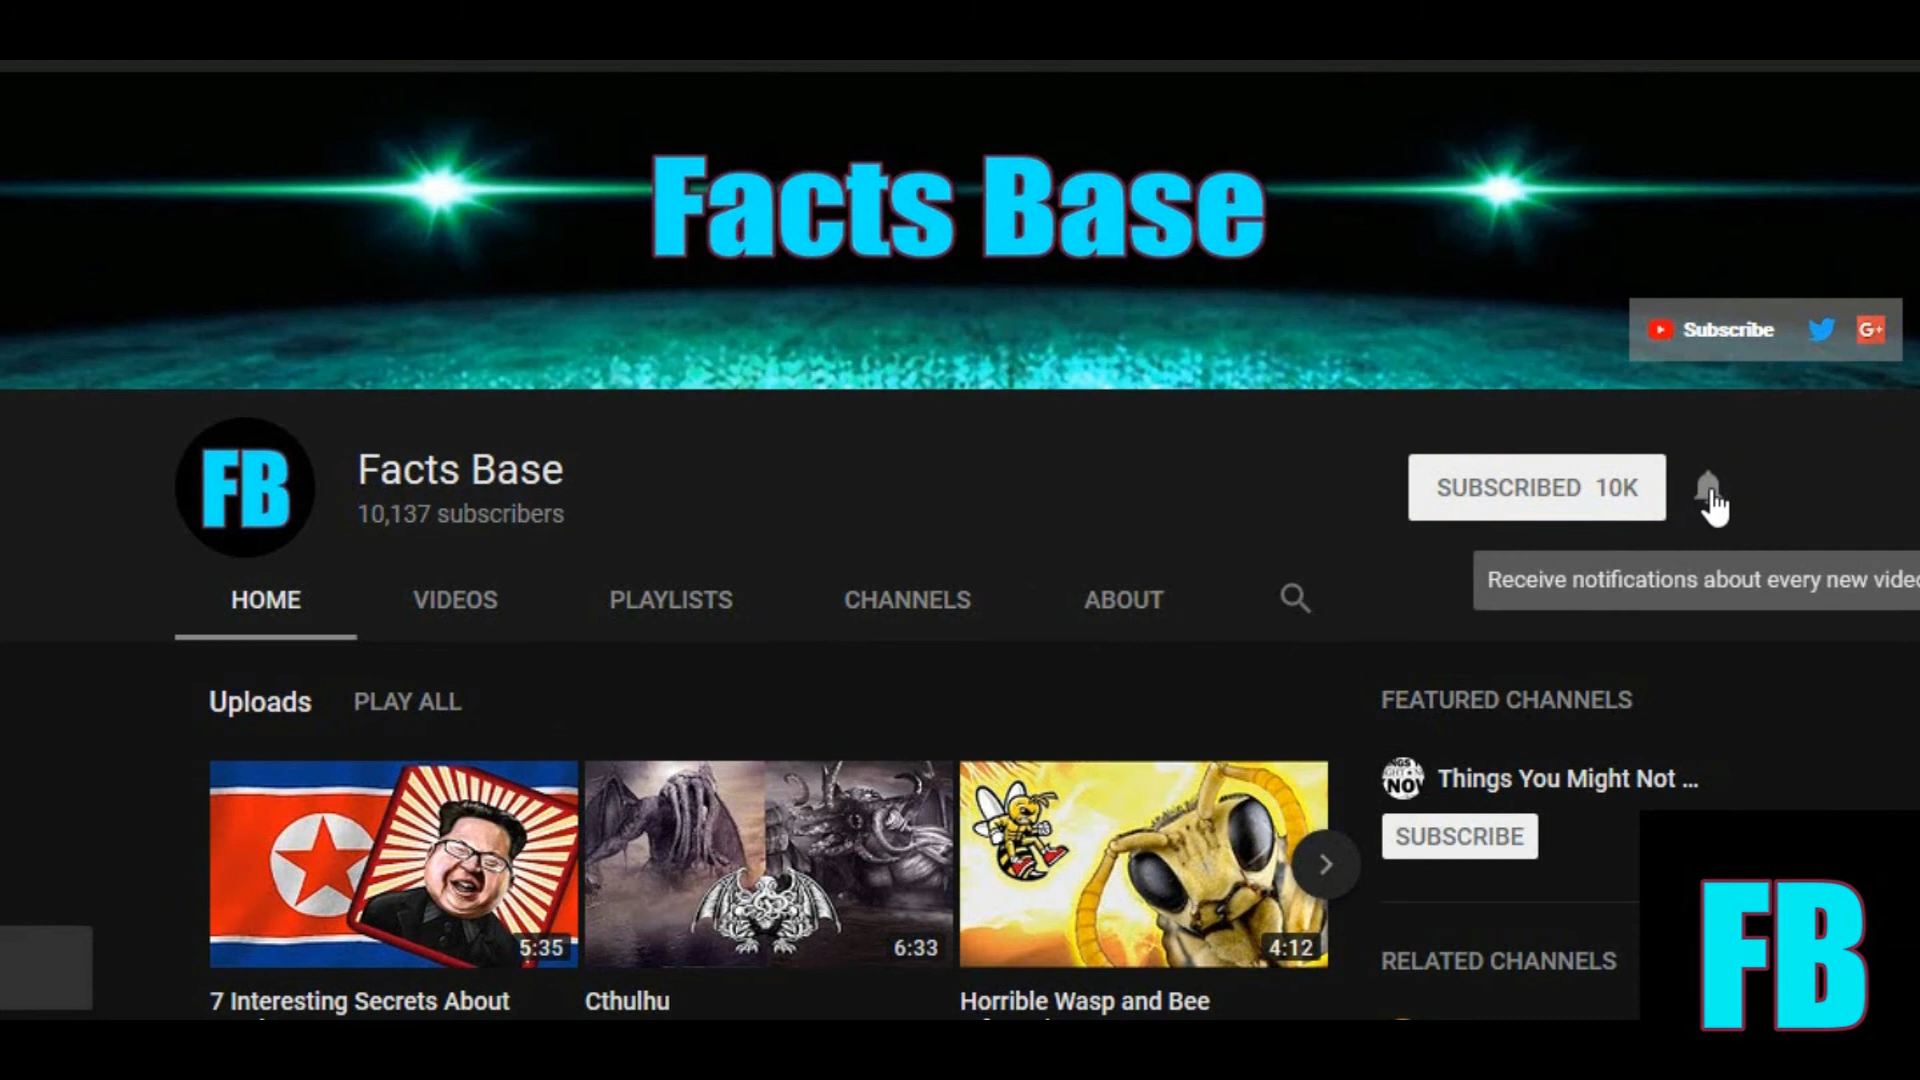 Facts Base
Subscribe
G+
FB
Facts Base
10,137 subscribers
SUBSCRIBED 10K
HOME
VIDEOS
PLAYLISTS
CHANNELS
ABOUT
Receive notifications about every new video
Uploads
PLAY ALL
FEATURED CHANNELS
Things You Might Not ...
SUBSCRIBE
5:35
6:33
4:12
RELATED CHANNELS
7 Interesting Secrets About
Cthulhu
Horrible Wasp and Bee
FB